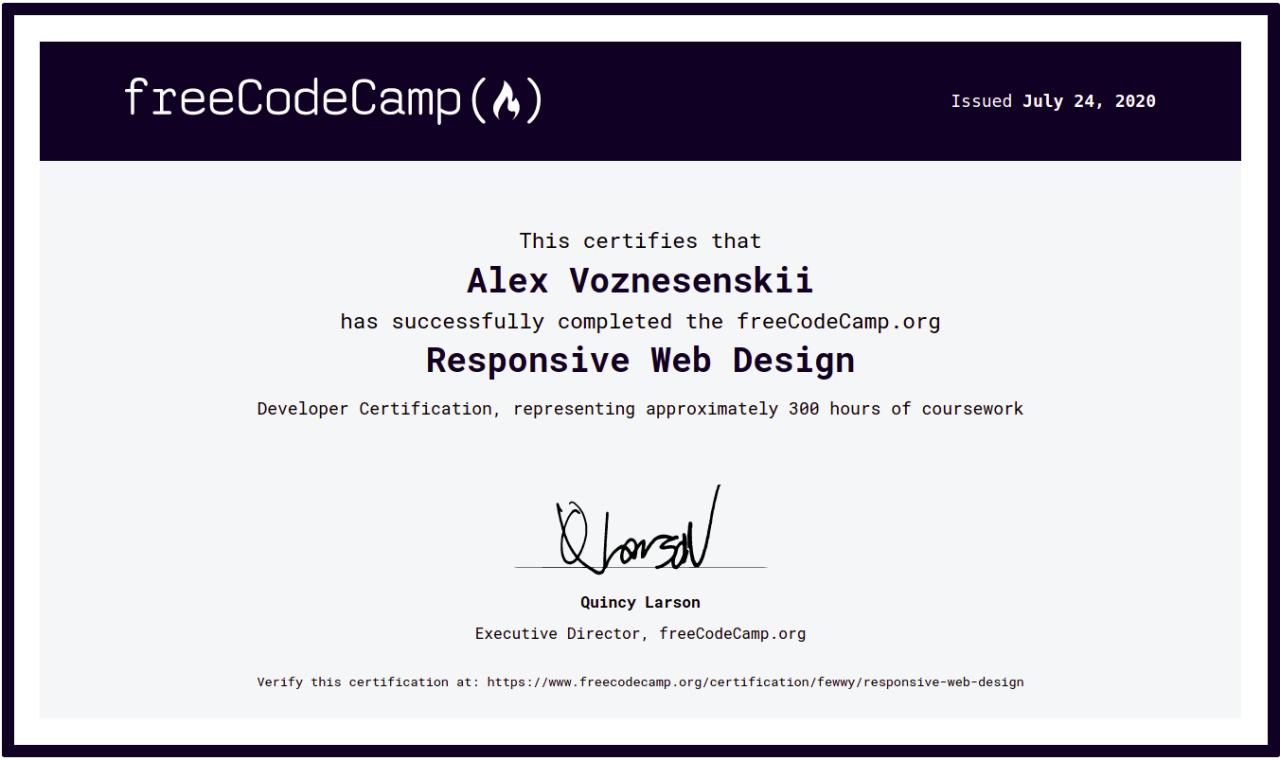 freeCodeCamp(🔥)
Issued July 24, 2020
This certifies that
Alex Voznesenskii
has successfully completed the freeCodeCamp.org
Responsive Web Design
Developer Certification, representing approximately 300 hours of coursework
Q Larson
Quincy Larson
Executive Director, freeCodeCamp.org
Verify this certification at: https://www.freecodecamp.org/certification/fewwy/responsive-web-design